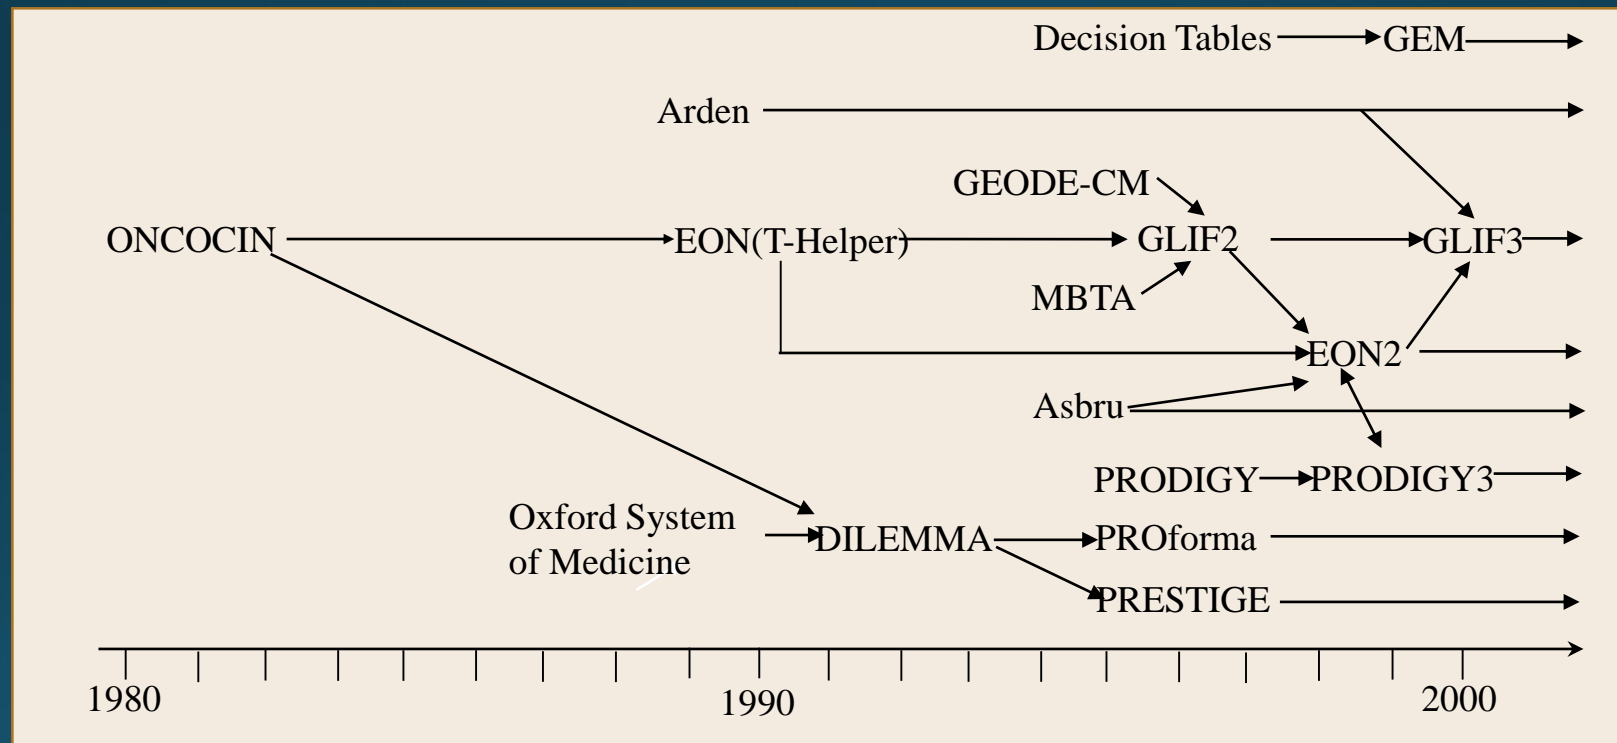 Decision Tables
GEM
Arden
GEODE-CM
ONCOCIN
EON(T-Helper)
GLIF2
GLIF3
MBTA
EON2
Asbru
PRODIGY
PRODIGY3
Oxford System
of Medicine
DILEMMA
PROforma
PRESTIGE
1980
1990
2000